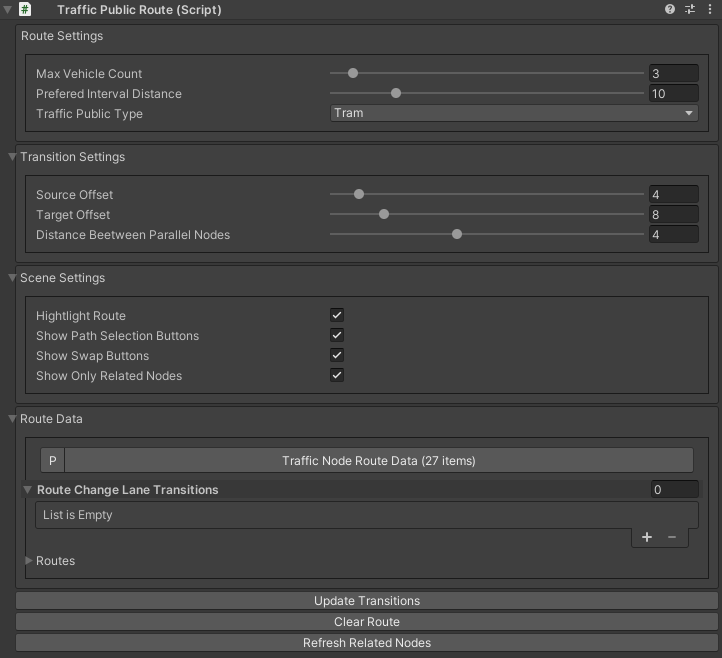 # Traffic Public Route (Script)
Route Settings
Max Vehicle Count 3
Prefered Interval Distance 10
Traffic Public Type Tram
Transition Settings
Source Offset 4
Target Offset 8
Distance Beetween Parallel Nodes 4
Scene Settings
Hightlight Route
Show Path Selection Buttons
Show Swap Buttons
Show Only Related Nodes
Route Data
P Traffic Node Route Data (27 items)
Route Change Lane Transitions 0
List is Empty
+ −
Routes
Update Transitions
Clear Route
Refresh Related Nodes